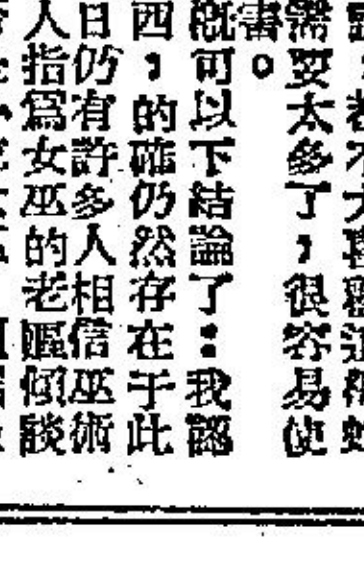 需要太多了，很容易使
書。
概可以下結論了：我認
西，的確仍然存在于此
日仍有許多人相信巫術
人指爲女巫的老嫗傾談